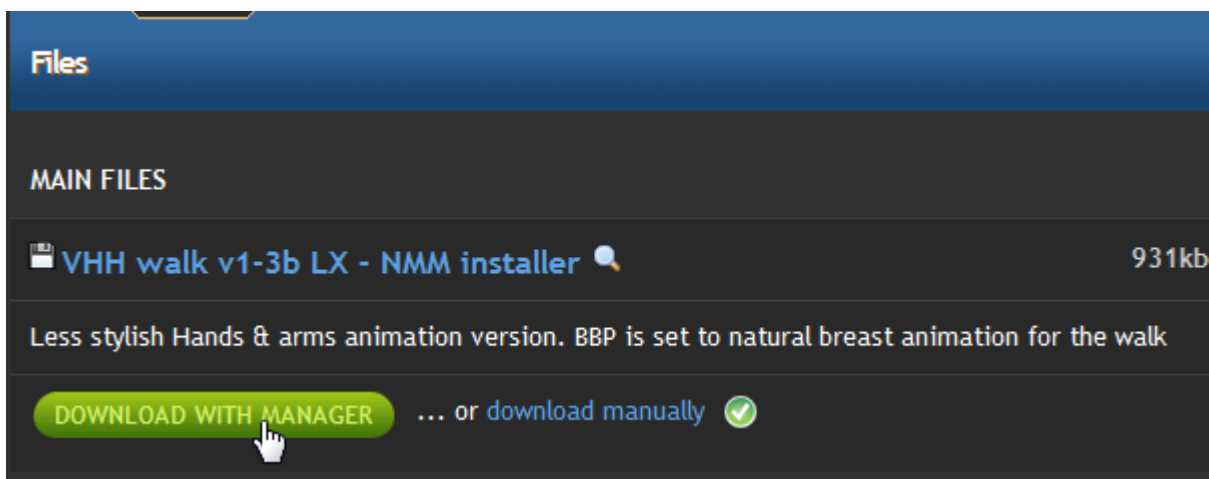 Files
MAIN FILES
VHH walk v1-3b LX - NMM installer 931kb
Less stylish Hands & arms animation version. BBP is set to natural breast animation for the walk
DOWNLOAD WITH MANAGER ... or download manually